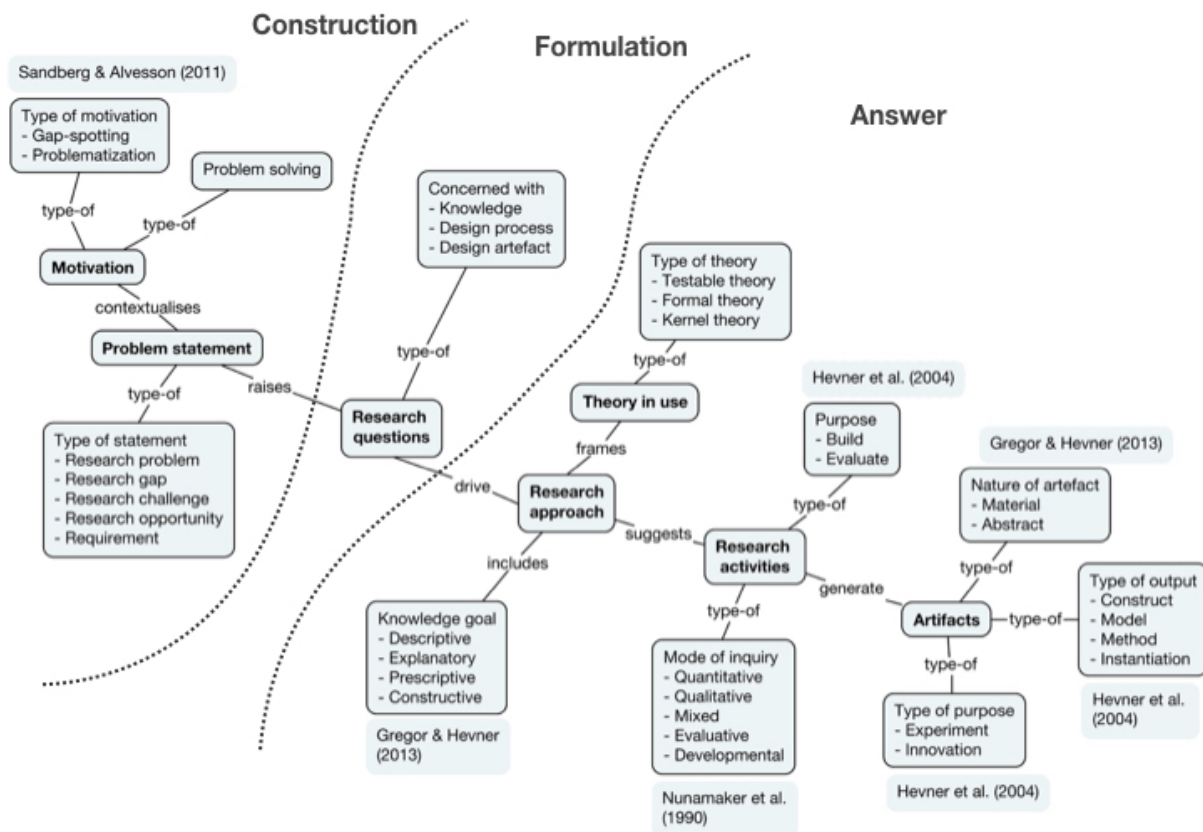 Construction
Formulation
Answer
Sandberg & Alvesson (2011)
Type of motivation
- Gap-spotting
- Problematization
Problem solving
type-of
type-of
Motivation
contextualises
Problem statement
type-of
raises
Type of statement
- Research problem
- Research gap
- Research challenge
- Research opportunity
- Requirement
Concerned with
- Knowledge
- Design process
- Design artefact
type-of
Research
questions
drive
Type of theory
- Testable theory
- Formal theory
- Kernel theory
type-of
Theory in use
frames
Research
approach
includes
suggests
Knowledge goal
- Descriptive
- Explanatory
- Prescriptive
- Constructive
Gregor & Hevner
(2013)
Hevner et al. (2004)
Purpose
- Build
- Evaluate
type-of
Research
activities
type-of
generate
Mode of inquiry
- Quantitative
- Qualitative
- Mixed
- Evaluative
- Developmental
Nunamaker et al.
(1990)
Gregor & Hevner (2013)
Nature of artefact
- Material
- Abstract
type-of
Artifacts
type-of
Type of output
- Construct
- Model
- Method
- Instantiation
Hevner et al.
(2004)
type-of
Type of purpose
- Experiment
- Innovation
Hevner et al. (2004)